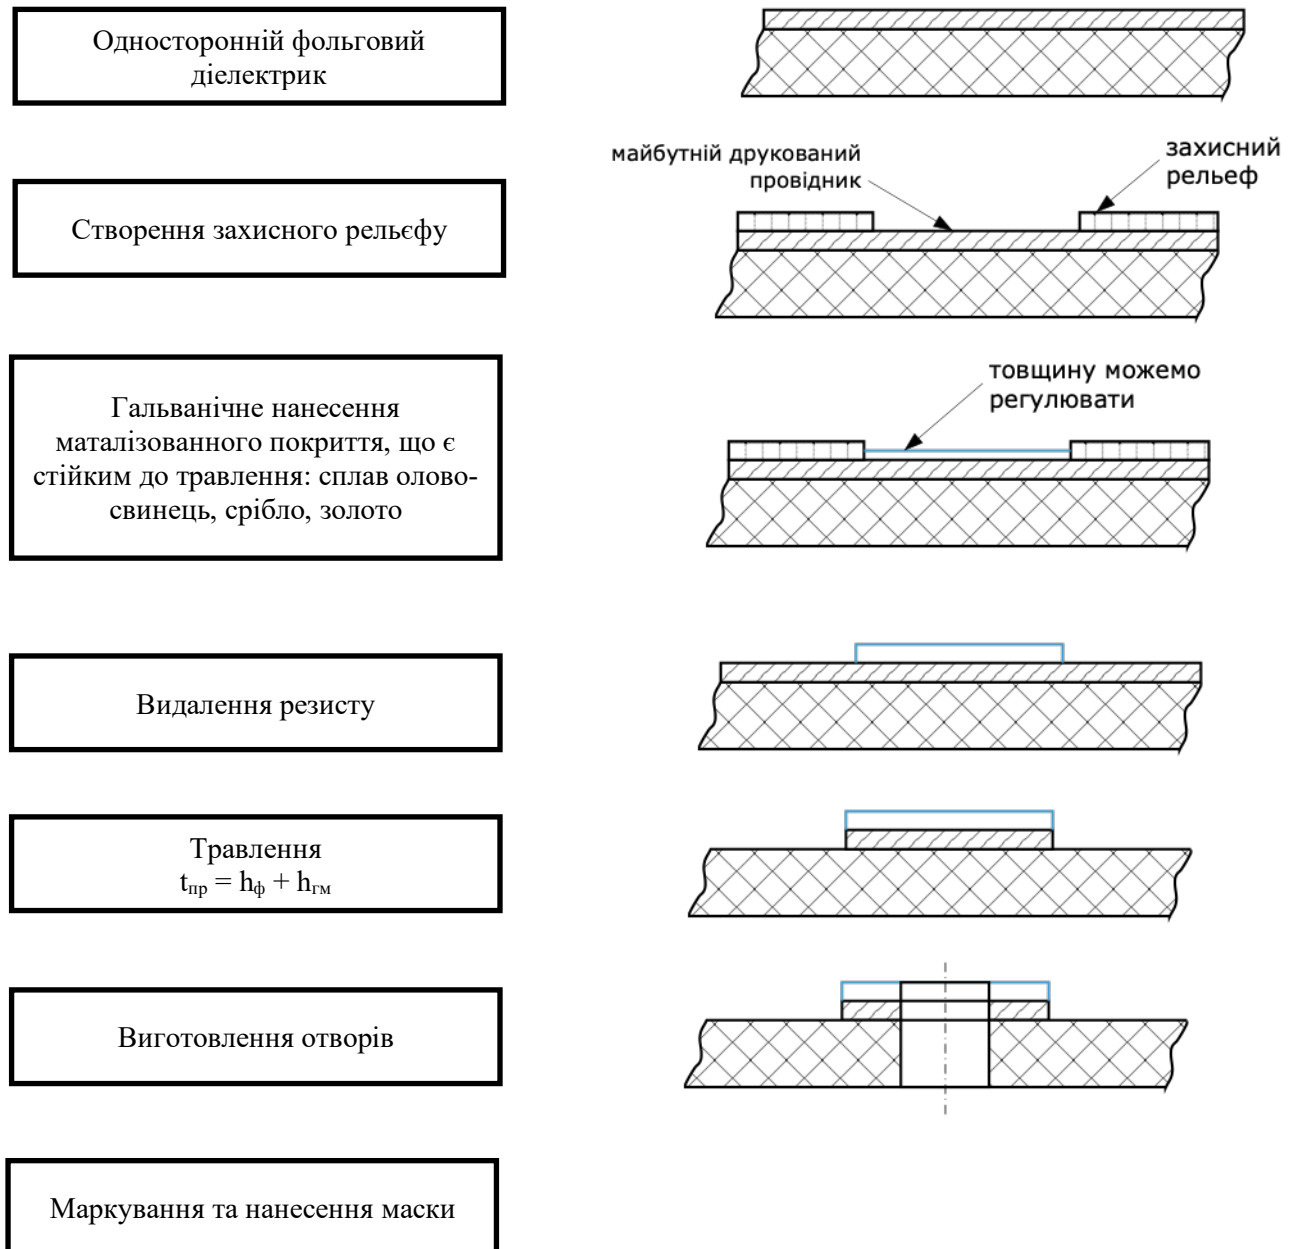 Односторонній фольговий
діелектрик
майбутній друкований
провідник
захисний
рельеф
Створення захисного рельєфу
товщину можемо
регулювати
Гальванічне нанесення
маталізованного покриття, що є
стійким до травлення: сплав олово-
свинець, срібло, золото
Видалення резисту
Травлення
tпр = hф + hгм
Виготовлення отворів
Маркування та нанесення маски